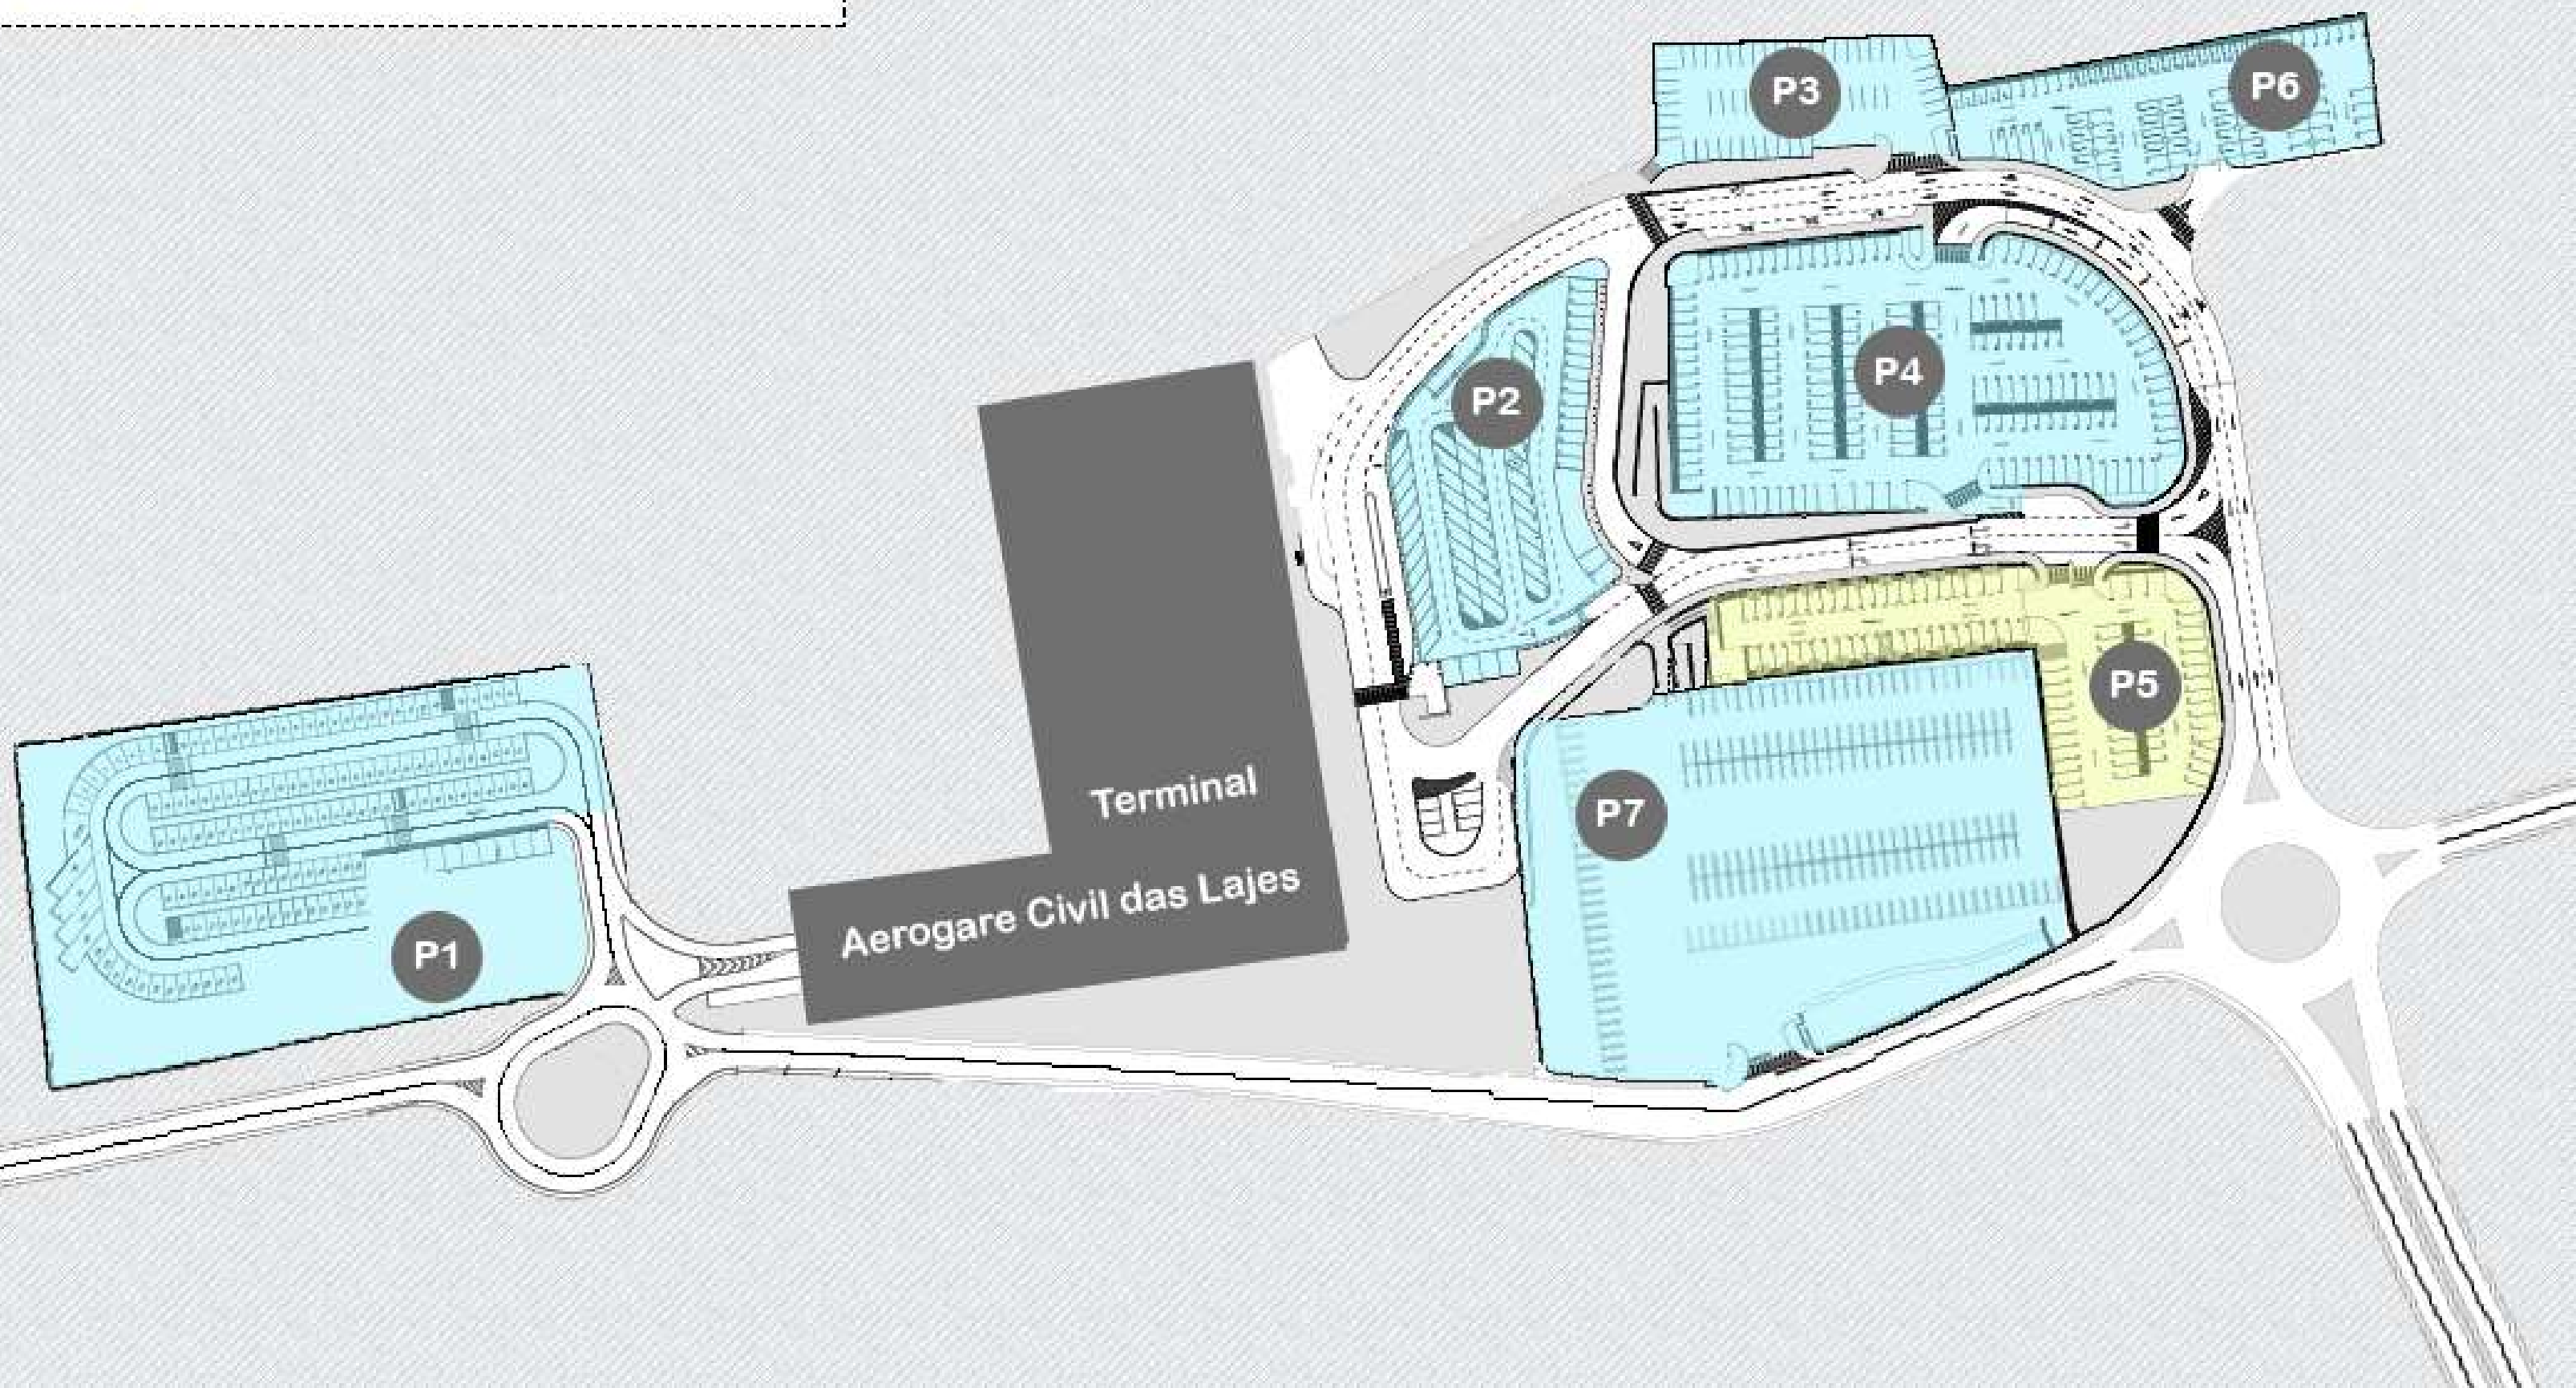 P3
P6
P2
P4
P5
P7
Terminal
Aerogare Civil das Lajes
P1